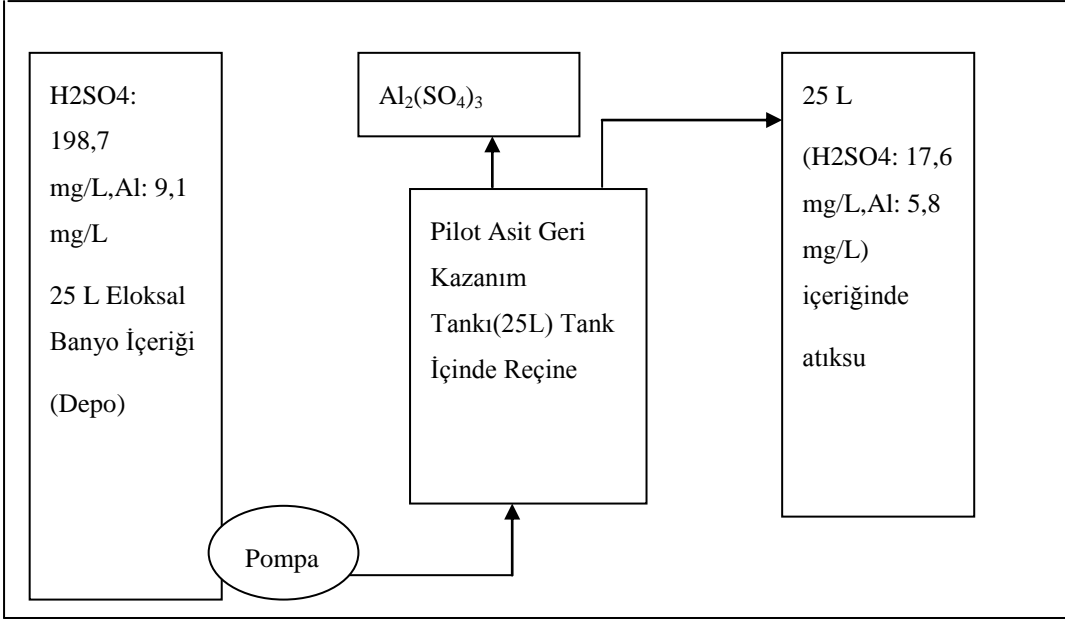 H2SO4:
198,7
mg/L,Al: 9,1
mg/L
25 L Eloksal
Banyo İçeriği
(Depo)
Pompa
Al₂(SO₄)₃
Pilot Asit Geri
Kazanım
Tankı(25L) Tank
İçinde Reçine
25 L
(H2SO4: 17,6
mg/L,Al: 5,8
mg/L)
içeriğinde
atıksu